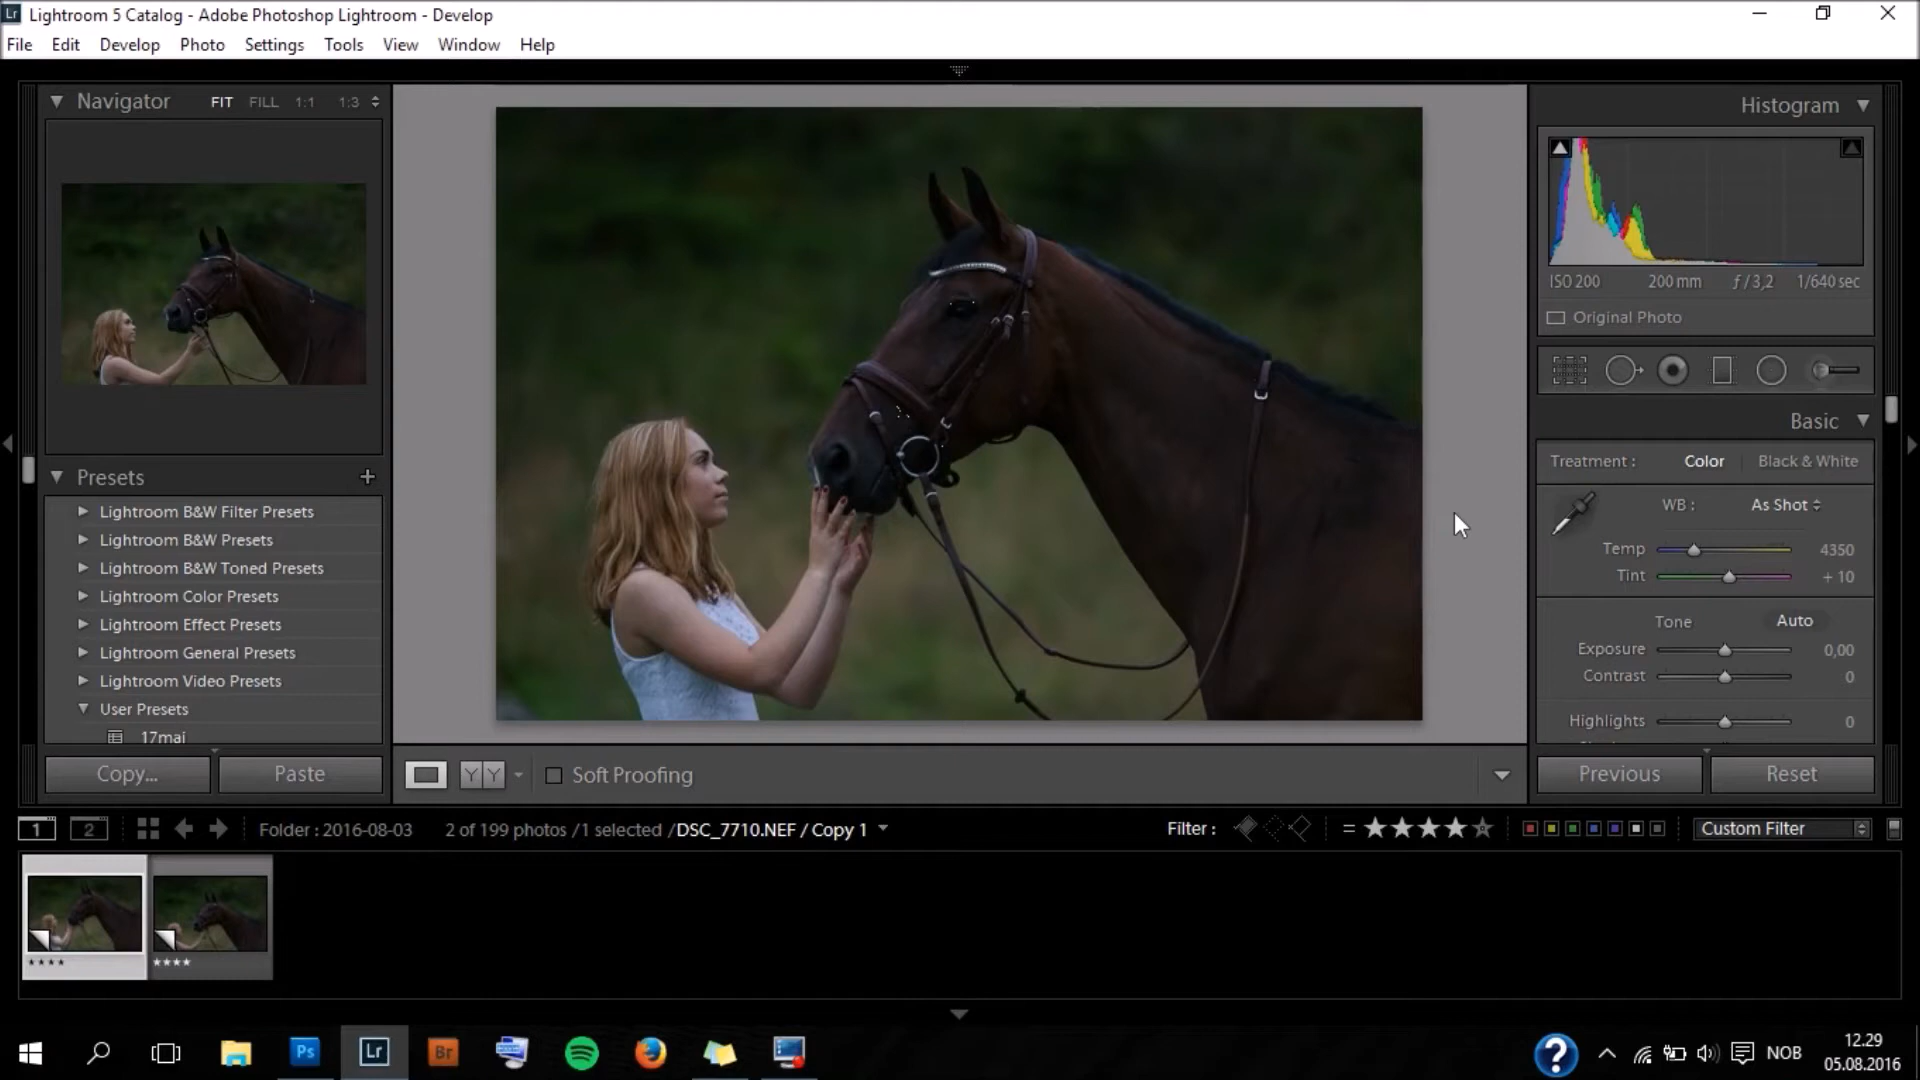 Lr Lightroom 5 Catalog - Adobe Photoshop Lightroom - Develop
File Edit Develop Photo Settings Tools View Window Help
Navigator FIT FILL 1:1 1:3
Histogram
ISO 200 200 mm ƒ / 3,2 1/640 sec
Original Photo
Basic
Treatment : Color Black & White
WB : As Shot
Temp 4350
Tint + 10
Tone Auto
Exposure 0,00
Contrast 0
Highlights 0
Presets +
Lightroom B&W Filter Presets
Lightroom B&W Presets
Lightroom B&W Toned Presets
Lightroom Color Presets
Lightroom Effect Presets
Lightroom General Presets
Lightroom Video Presets
User Presets
17mai
Copy... Paste
YY Soft Proofing
Previous Reset
1 2 Folder : 2016-08-03 2 of 199 photos /1 selected /DSC_7710.NEF / Copy 1 Filter : = Custom Filter
Ps Lr Br ? NOB 12.29
05.08.2016